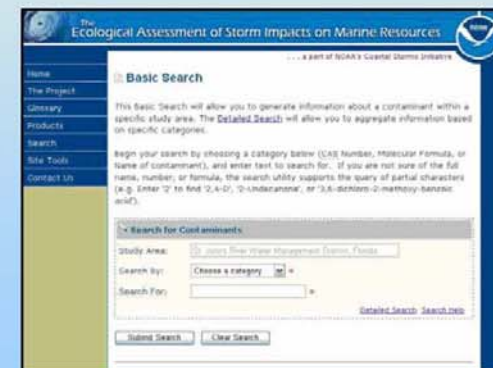 The
Ecological Assessment of Storm Impacts on Marine Resources
. . . a part of NOAA's Coastal Storms Initiative
Home
The Project
Glossary
Products
Search
Site Tools
Contact Us
Basic Search
This Basic Search will allow you to generate information about a contaminant within a
specific study area. The Detailed Search will allow you to aggregate information based
on specific categories.
Begin your search by choosing a category below (CAS Number, Molecular Formula, or
Name of contaminant), and enter text to search for. If you are not sure of the full
name, number, or formula, the search utility supports the query of partial characters
(e.g. Enter '2' to find '2,4-D', '2-Undecanone', or '3,6-dichloro-2-methoxy-benzoic
acid').
Search for Contaminants
Study Area: St. Johns River Water Management District, Florida
Search By: Choose a category *
Search For: *
Detailed Search Search Help
Submit Search Clear Search